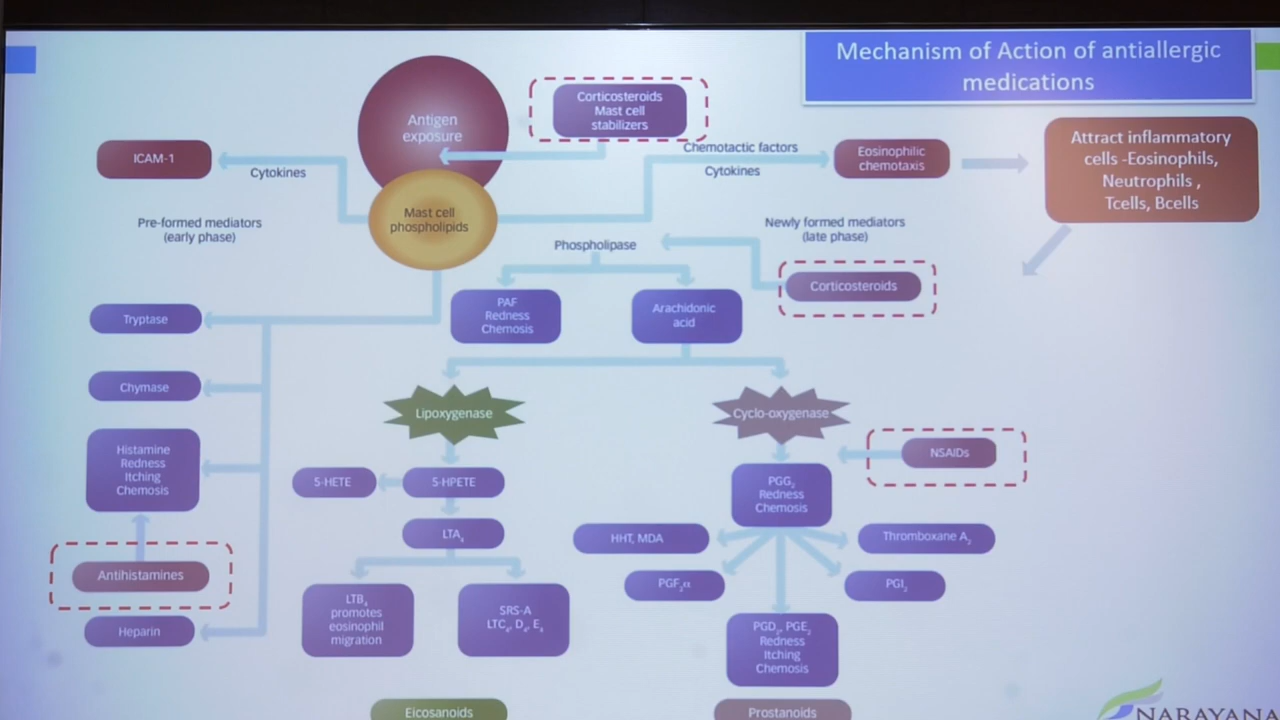 Mechanism of Action of antiallergic
medications
Antigen
exposure
Corticosteroids
Mast cell
stabilizers
ICAM-1
Cytokines
Chemotactic factors
Cytokines
Eosinophilic
chemotaxis
Attract inflammatory
cells -Eosinophils,
Neutrophils ,
Tcells, Bcells
Mast cell
phospholipids
Pre-formed mediators
(early phase)
Newly formed mediators
(late phase)
Phospholipase
Corticosteroids
PAF
Redness
Chemosis
Arachidonic
acid
Tryptase
Chymase
Histamine
Redness
Itching
Chemosis
Antihistamines
Heparin
Lipoxygenase
Cyclo-oxygenase
NSAIDs
5-HETE
5-HPETE
LTA₄
LTB₄
promotes
eosinophil
migration
SRS-A
LTC₄, D₄, E₄
PGG₂
Redness
Chemosis
HHT, MDA
Thromboxane A₂
PGF₂α
PGI₂
PGD₂, PGE₂
Redness
Itching
Chemosis
Eicosanoids
Prostanoids
NARAYANA